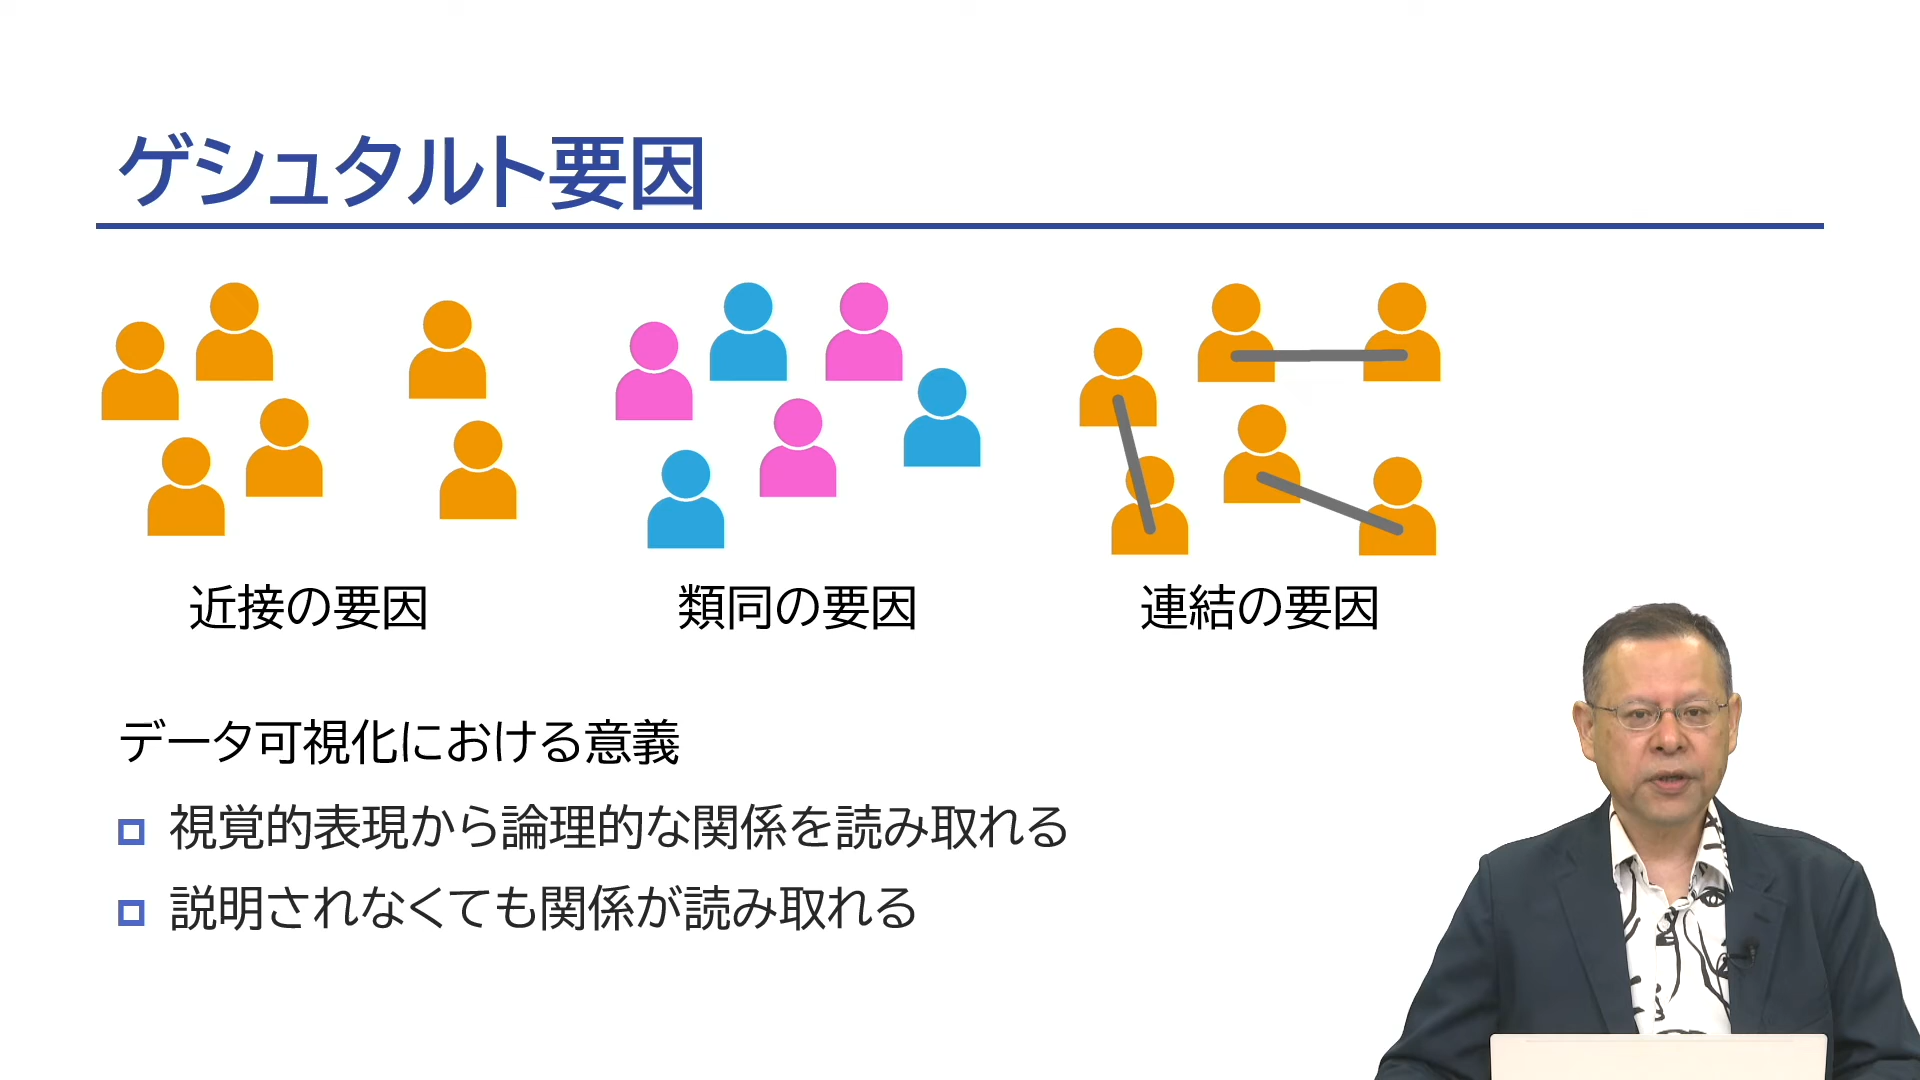 ゲシュタルト要因
近接の要因
類同の要因
連結の要因
データ可視化における意義
視覚的表現から論理的な関係を読み取れる
説明されなくても関係が読み取れる